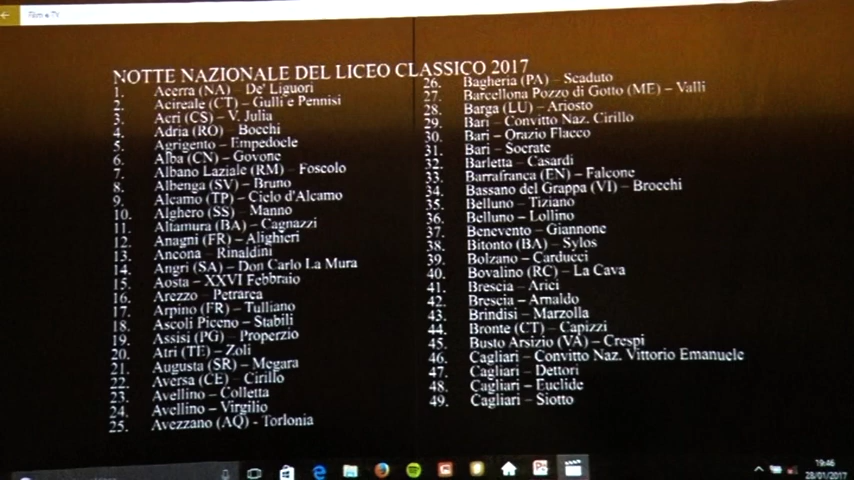 Film e TV
NOTTE NAZIONALE DEL LICEO CLASSICO 2017
1. Acerra (NA) – De' Liguori
2. Acireale (CT) – Gulli e Pennisi
3. Acri (CS) – V. Julia
4. Adria (RO) – Bocchi
5. Agrigento – Empedocle
6. Alba (CN) – Govone
7. Albano Laziale (RM) – Foscolo
8. Albenga (SV) – Bruno
9. Alcamo (TP) – Ciclo d'Alcamo
10. Alghero (SS) – Manno
11. Altamura (BA) – Cagnazzi
12. Anagni (FR) – Alighieri
13. Ancona – Rinaldini
14. Angri (SA) – Don Carlo La Mura
15. Aosta – XXVI Febbraio
16. Arezzo – Petrarca
17. Arpino (FR) – Tulliano
18. Ascoli Piceno – Stabili
19. Assisi (PG) – Properzio
20. Atri (TE) – Zoli
21. Augusta (SR) – Megara
22. Aversa (CE) – Cirillo
23. Avellino – Colletta
24. Avellino – Virgilio
25. Avezzano (AQ) - Torlonia
26. Bagheria (PA) – Scaduto
27. Barcellona Pozzo di Gotto (ME) – Valli
28. Barga (LU) – Ariosto
29. Bari – Convitto Naz. Cirillo
30. Bari – Orazio Flacco
31. Bari – Socrate
32. Barletta – Casardi
33. Barrafranca (EN) – Falcone
34. Bassano del Grappa (VI) – Brocchi
35. Belluno – Tiziano
36. Belluno – Lollino
37. Benevento – Giannone
38. Bitonto (BA) – Sylos
39. Bolzano – Carducci
40. Bovalino (RC) – La Cava
41. Brescia – Arici
42. Brescia – Arnaldo
43. Brindisi – Marzolla
44. Bronte (CT) – Capizzi
45. Busto Arsizio (VA) – Crespi
46. Cagliari – Convitto Naz. Vittorio Emanuele
47. Cagliari – Dettori
48. Cagliari – Euclide
49. Cagliari – Siotto
19:46
28/01/2017